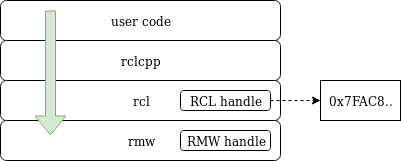 user code
rclcpp
rcl
RCL handle
0x7FAC8..
rmw
RMW handle